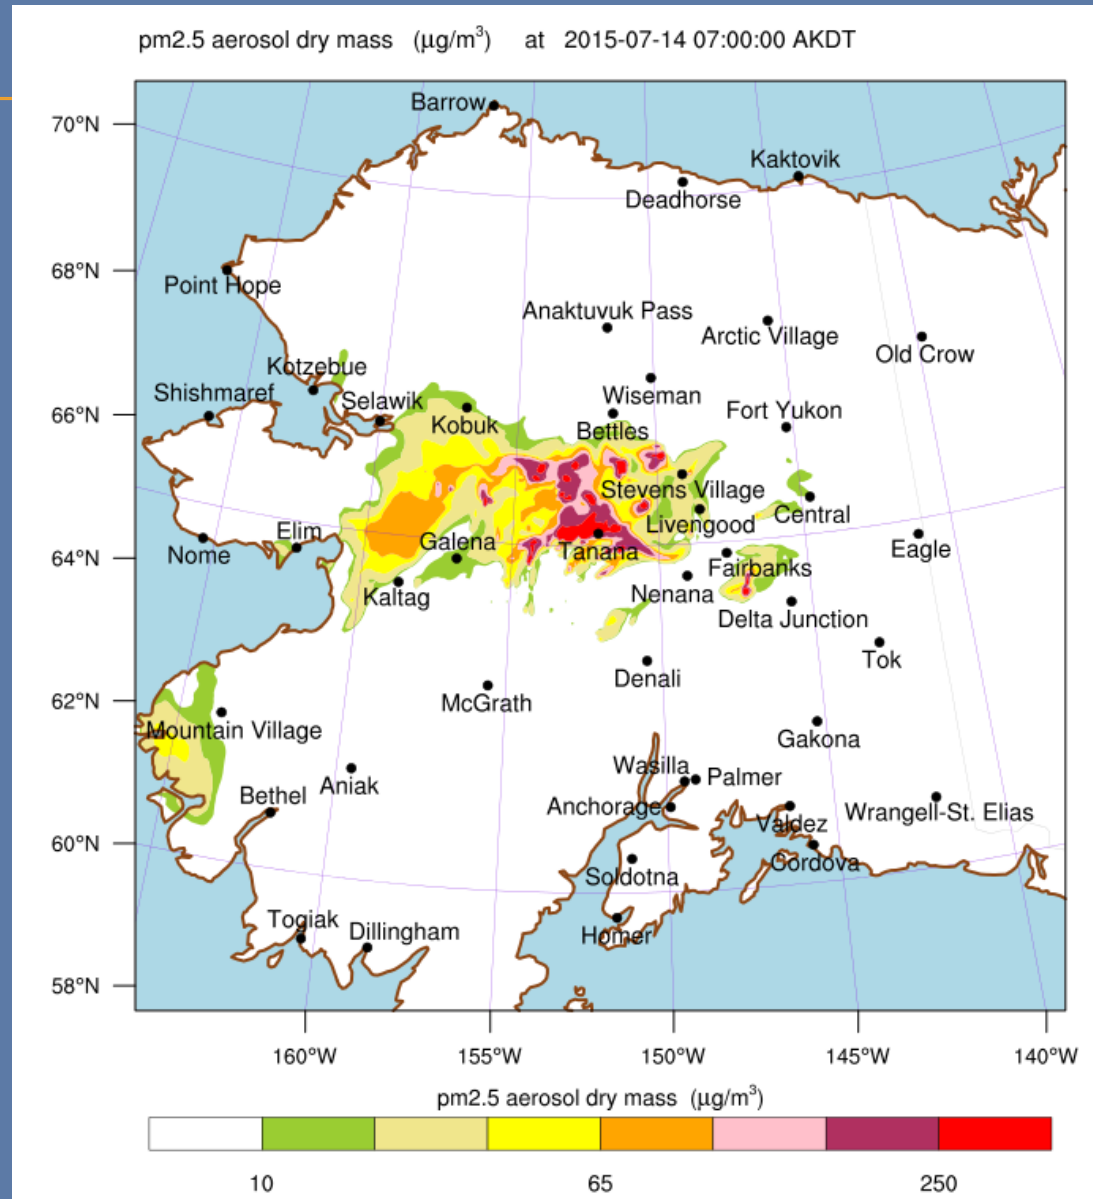 pm2.5 aerosol dry mass (μg/m³) at 2015-07-14 07:00:00 AKDT
Barrow
70°N
Kaktovik
Deadhorse
68°N
Point Hope
Anaktuvuk Pass
Arctic Village
Old Crow
Kotzebue
Shishmaref
Selawik
Wiseman
66°N
Kobuk
Bettles
Fort Yukon
Stevens Village
Livengood
Central
Elim
Galena
Tanana
Nome
64°N
Eagle
Fairbanks
Kaltag
Nenana
Delta Junction
Tok
Denali
62°N
McGrath
Mountain Village
Gakona
Wasilla
Palmer
Aniak
Bethel
Anchorage
Valdez
Wrangell-St. Elias
60°N
Cordova
Soldotna
Togiak
Dillingham
Homer
58°N
160°W 155°W 150°W 145°W 140°W
pm2.5 aerosol dry mass (μg/m³)
10 65 250